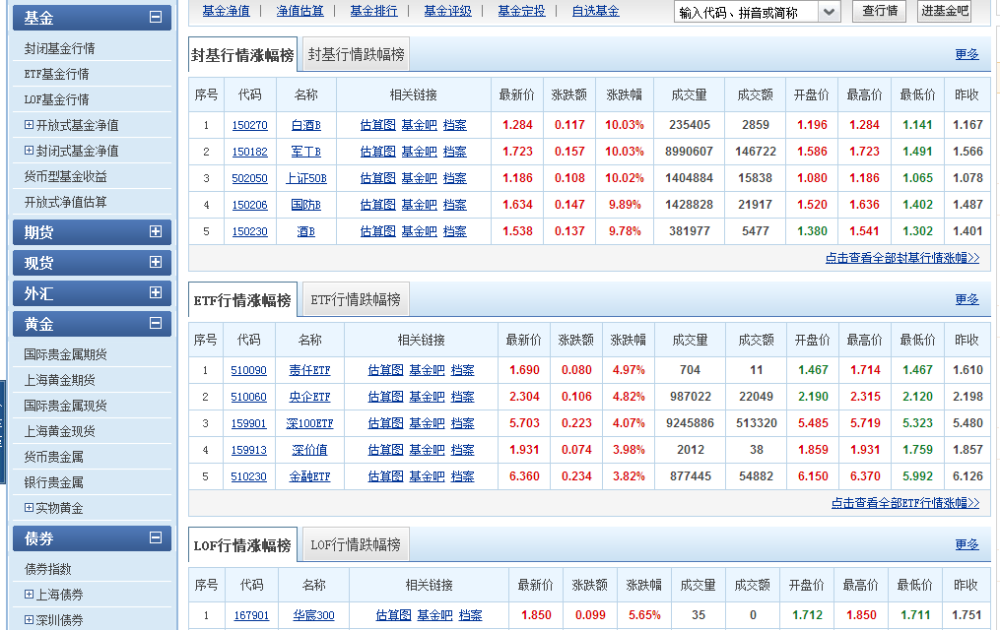 基金
封闭基金行情
ETF基金行情
LOF基金行情
开放式基金净值
封闭式基金净值
货币型基金收益
开放式净值估算
期货
现货
外汇
黄金
国际贵金属期货
上海黄金期货
国际贵金属现货
上海黄金现货
货币贵金属
银行贵金属
实物黄金
债券
债券指数
上海债券
深圳债券
基金净值 | 净值估算 | 基金排行 | 基金评级 | 基金定投 | 自选基金 输入代码、拼音或简称 查行情 进基金吧
封基行情涨幅榜 封基行情跌幅榜 更多
序号 代码 名称 相关链接 最新价 涨跌额 涨跌幅 成交量 成交额 开盘价 最高价 最低价 昨收
1 150270 白酒B 估算图 基金吧 档案 1.284 0.117 10.03% 235405 2859 1.196 1.284 1.141 1.167
2 150182 军工B 估算图 基金吧 档案 1.723 0.157 10.03% 8990607 146722 1.586 1.723 1.491 1.566
3 502050 上证50B 估算图 基金吧 档案 1.186 0.108 10.02% 1404884 15838 1.080 1.186 1.065 1.078
4 150206 国防B 估算图 基金吧 档案 1.634 0.147 9.89% 1428828 21917 1.520 1.636 1.402 1.487
5 150230 酒B 估算图 基金吧 档案 1.538 0.137 9.78% 381977 5477 1.380 1.541 1.302 1.401
点击查看全部封基行情涨幅>>
ETF行情涨幅榜 ETF行情跌幅榜 更多
序号 代码 名称 相关链接 最新价 涨跌额 涨跌幅 成交量 成交额 开盘价 最高价 最低价 昨收
1 510090 责任ETF 估算图 基金吧 档案 1.690 0.080 4.97% 704 11 1.467 1.714 1.467 1.610
2 510060 央企ETF 估算图 基金吧 档案 2.304 0.106 4.82% 987022 22049 2.190 2.315 2.120 2.198
3 159901 深100ETF 估算图 基金吧 档案 5.703 0.223 4.07% 9245886 513320 5.485 5.719 5.323 5.480
4 159913 深价值 估算图 基金吧 档案 1.931 0.074 3.98% 2012 38 1.859 1.931 1.759 1.857
5 510230 金融ETF 估算图 基金吧 档案 6.360 0.234 3.82% 877445 54882 6.150 6.370 5.992 6.126
点击查看全部ETF行情涨幅>>
LOF行情涨幅榜 LOF行情跌幅榜 更多
序号 代码 名称 相关链接 最新价 涨跌额 涨跌幅 成交量 成交额 开盘价 最高价 最低价 昨收
1 167901 华宸300 估算图 基金吧 档案 1.850 0.099 5.65% 35 0 1.712 1.850 1.711 1.751